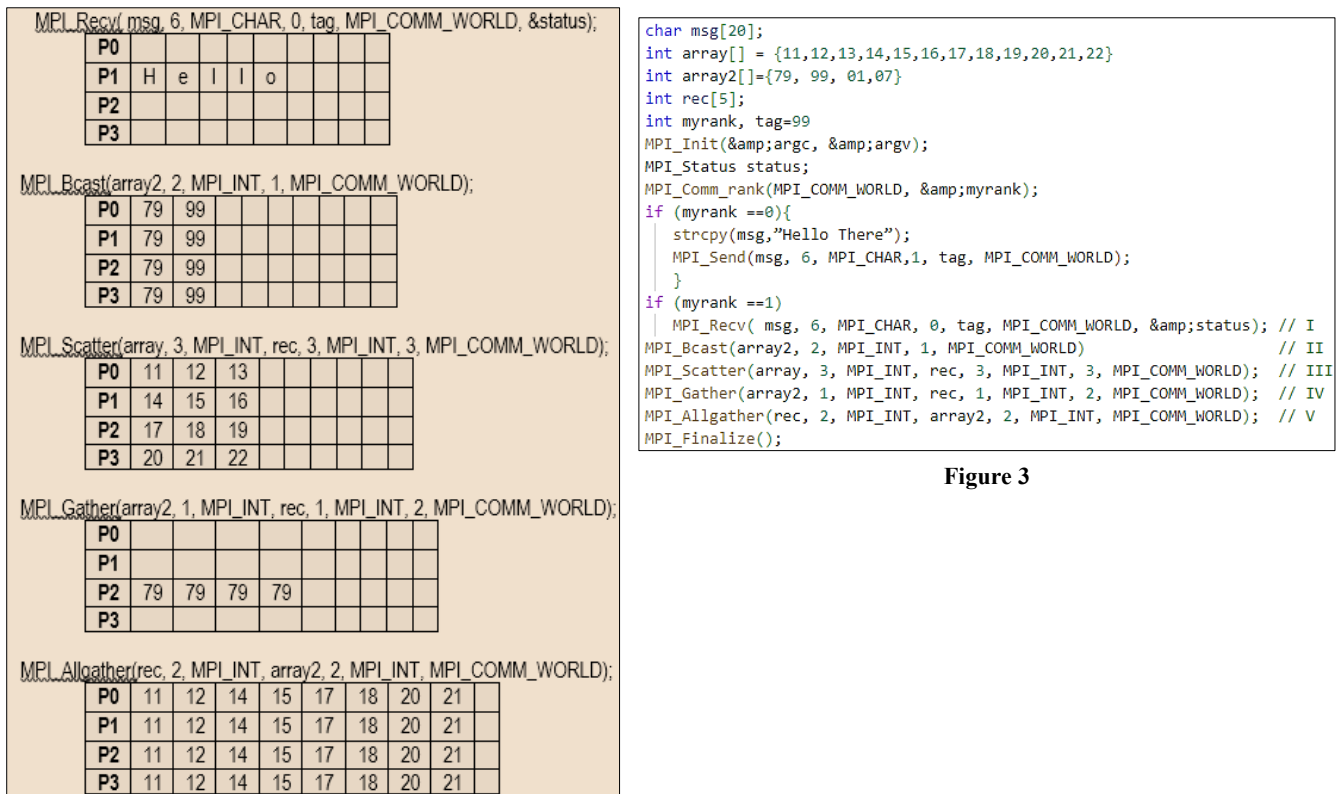 MPI_Recv( msg, 6, MPI_CHAR, 0, tag, MPI_COMM_WORLD, &status);
P0
P1 H e l l o
P2
P3
MPI_Bcast(array2, 2, MPI_INT, 1, MPI_COMM_WORLD);
P0 79 99
P1 79 99
P2 79 99
P3 79 99
MPI_Scatter(array, 3, MPI_INT, rec, 3, MPI_INT, 3, MPI_COMM_WORLD);
P0 11 12 13
P1 14 15 16
P2 17 18 19
P3 20 21 22
MPI_Gather(array2, 1, MPI_INT, rec, 1, MPI_INT, 2, MPI_COMM_WORLD);
P0
P1
P2 79 79 79 79
P3
MPI_Allgather(rec, 2, MPI_INT, array2, 2, MPI_INT, MPI_COMM_WORLD);
P0 11 12 14 15 17 18 20 21
P1 11 12 14 15 17 18 20 21
P2 11 12 14 15 17 18 20 21
P3 11 12 14 15 17 18 20 21
char msg[20];
int array[] = {11,12,13,14,15,16,17,18,19,20,21,22}
int array2[]={79, 99, 01,07}
int rec[5];
int myrank, tag=99
MPI_Init(&amp;argc, &amp;argv);
MPI_Status status;
MPI_Comm_rank(MPI_COMM_WORLD, &amp;myrank);
if (myrank ==0){
strcpy(msg,”Hello There”);
MPI_Send(msg, 6, MPI_CHAR,1, tag, MPI_COMM_WORLD);
}
if (myrank ==1)
MPI_Recv( msg, 6, MPI_CHAR, 0, tag, MPI_COMM_WORLD, &amp;status); // I
MPI_Bcast(array2, 2, MPI_INT, 1, MPI_COMM_WORLD) // II
MPI_Scatter(array, 3, MPI_INT, rec, 3, MPI_INT, 3, MPI_COMM_WORLD); // III
MPI_Gather(array2, 1, MPI_INT, rec, 1, MPI_INT, 2, MPI_COMM_WORLD); // IV
MPI_Allgather(rec, 2, MPI_INT, array2, 2, MPI_INT, MPI_COMM_WORLD); // V
MPI_Finalize();
Figure 3